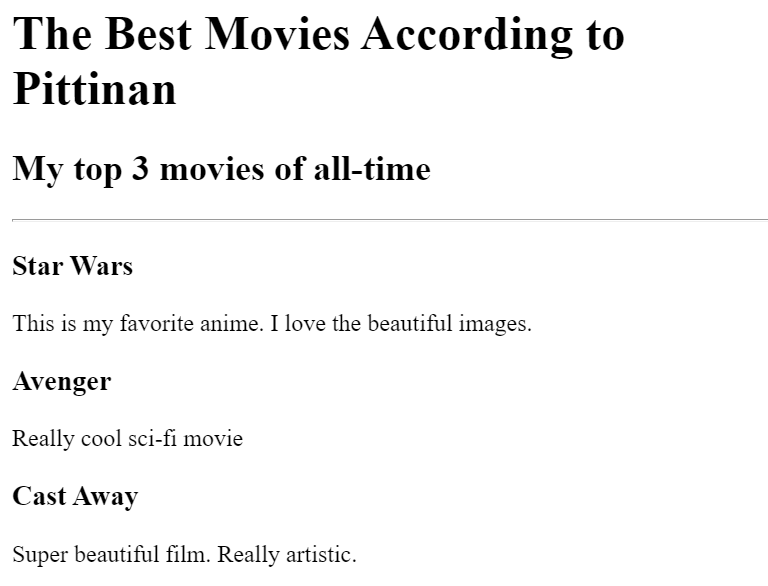 The Best Movies According to
Pittinan
My top 3 movies of all-time
Star Wars
This is my favorite anime. I love the beautiful images.
Avenger
Really cool sci-fi movie
Cast Away
Super beautiful film. Really artistic.